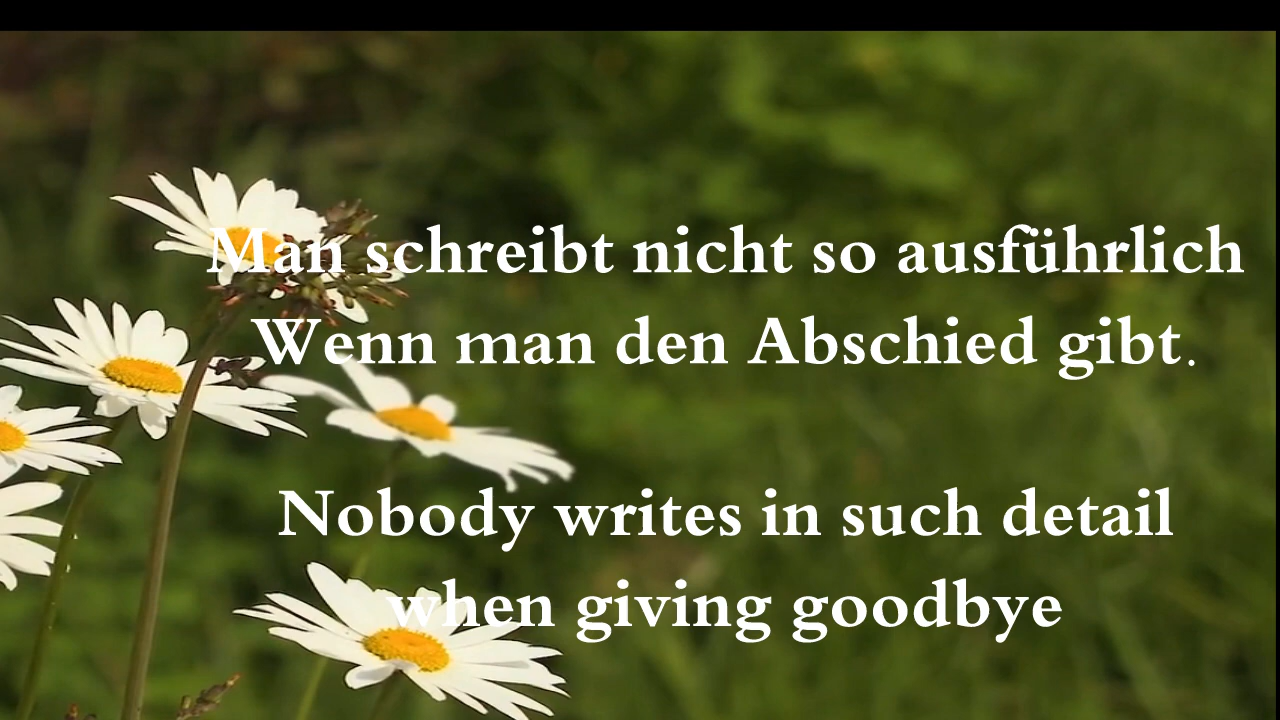 Man schreibt nicht so ausführlich
Wenn man den Abschied gibt.
Nobody writes in such detail
when giving goodbye